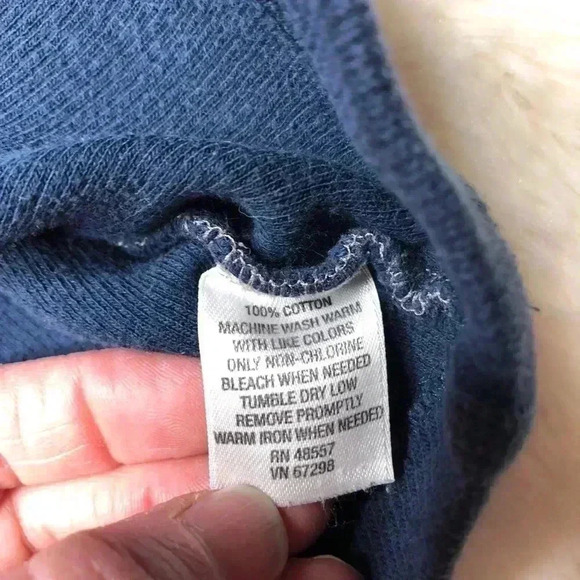 100% COTTON
MACHINE WASH WARM
WITH LIKE COLORS
ONLY NON-CHLORINE
BLEACH WHEN NEEDED
TUMBLE DRY LOW
REMOVE PROMPTLY
WARM IRON WHEN NEEDED
RN 48557
VN 67298